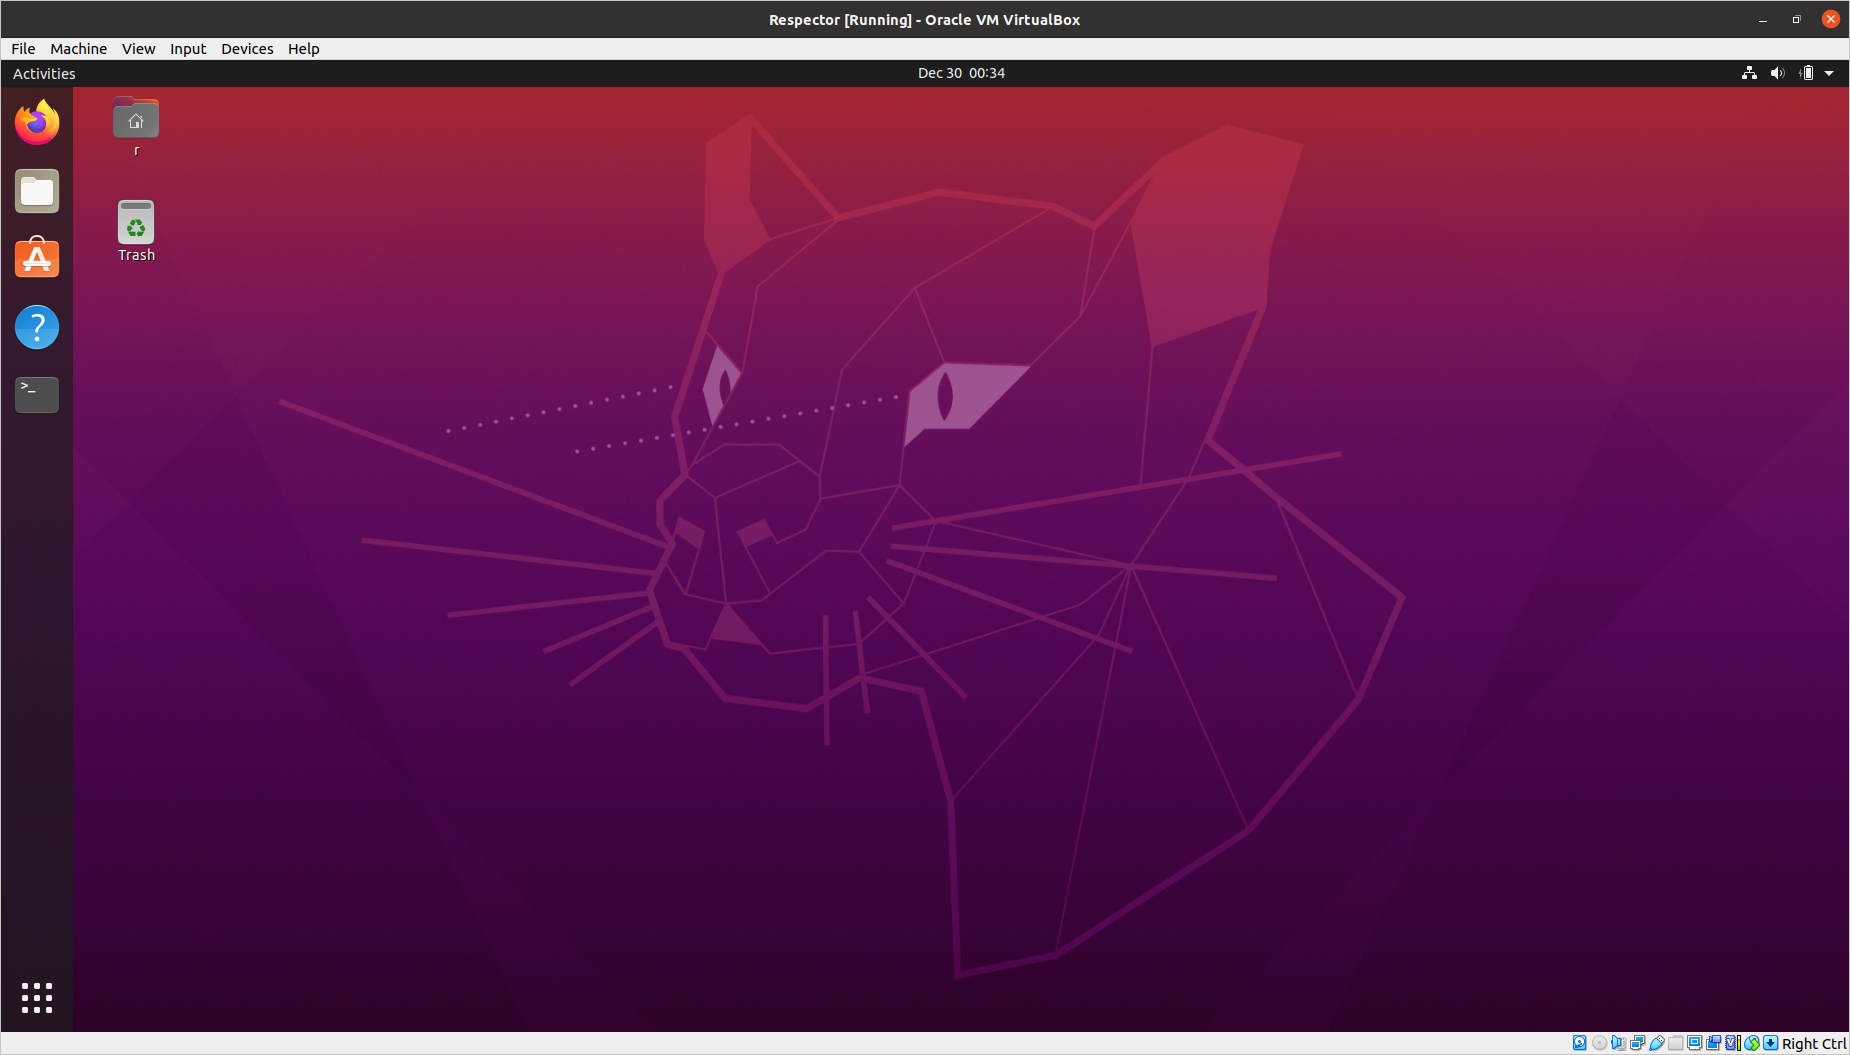 Respector [Running] - Oracle VM VirtualBox
File Machine View Input Devices Help
Activities
Dec 30 00:34
r
Trash
Right Ctrl